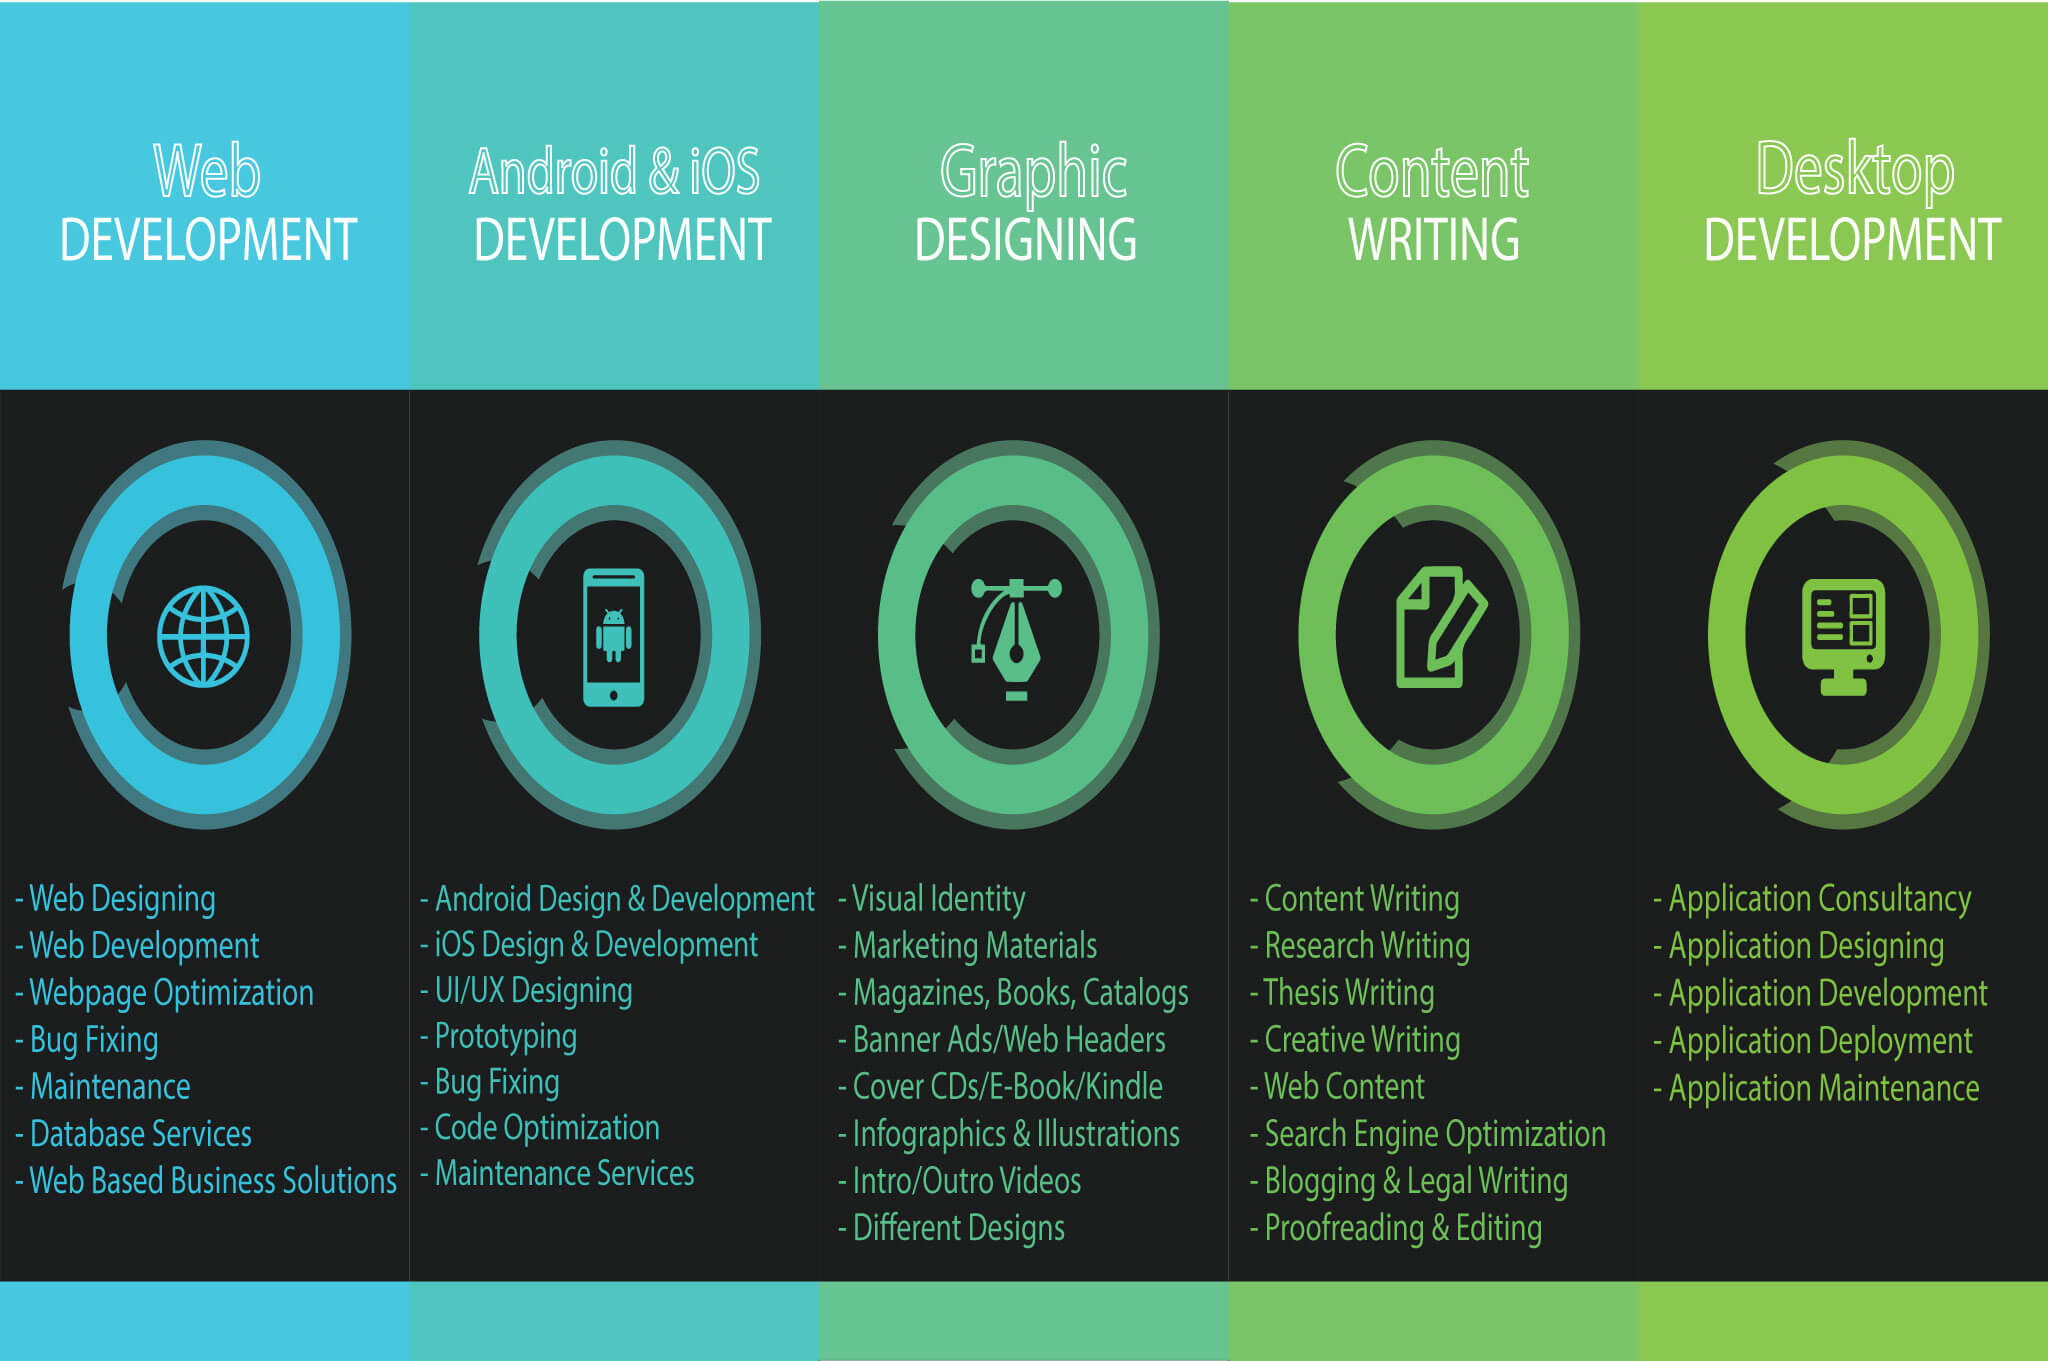 Web
DEVELOPMENT
Android & iOS
DEVELOPMENT
Graphic
DESIGNING
Content
WRITING
Desktop
DEVELOPMENT
- Web Designing
- Web Development
- Webpage Optimization
- Bug Fixing
- Maintenance
- Database Services
- Web Based Business Solutions
- Android Design & Development
- iOS Design & Development
- UI/UX Designing
- Prototyping
- Bug Fixing
- Code Optimization
- Maintenance Services
- Visual Identity
- Marketing Materials
- Magazines, Books, Catalogs
- Banner Ads/Web Headers
- Cover CDs/E-Book/Kindle
- Infographics & Illustrations
- Intro/Outro Videos
- Different Designs
- Content Writing
- Research Writing
- Thesis Writing
- Creative Writing
- Web Content
- Search Engine Optimization
- Blogging & Legal Writing
- Proofreading & Editing
- Application Consultancy
- Application Designing
- Application Development
- Application Deployment
- Application Maintenance